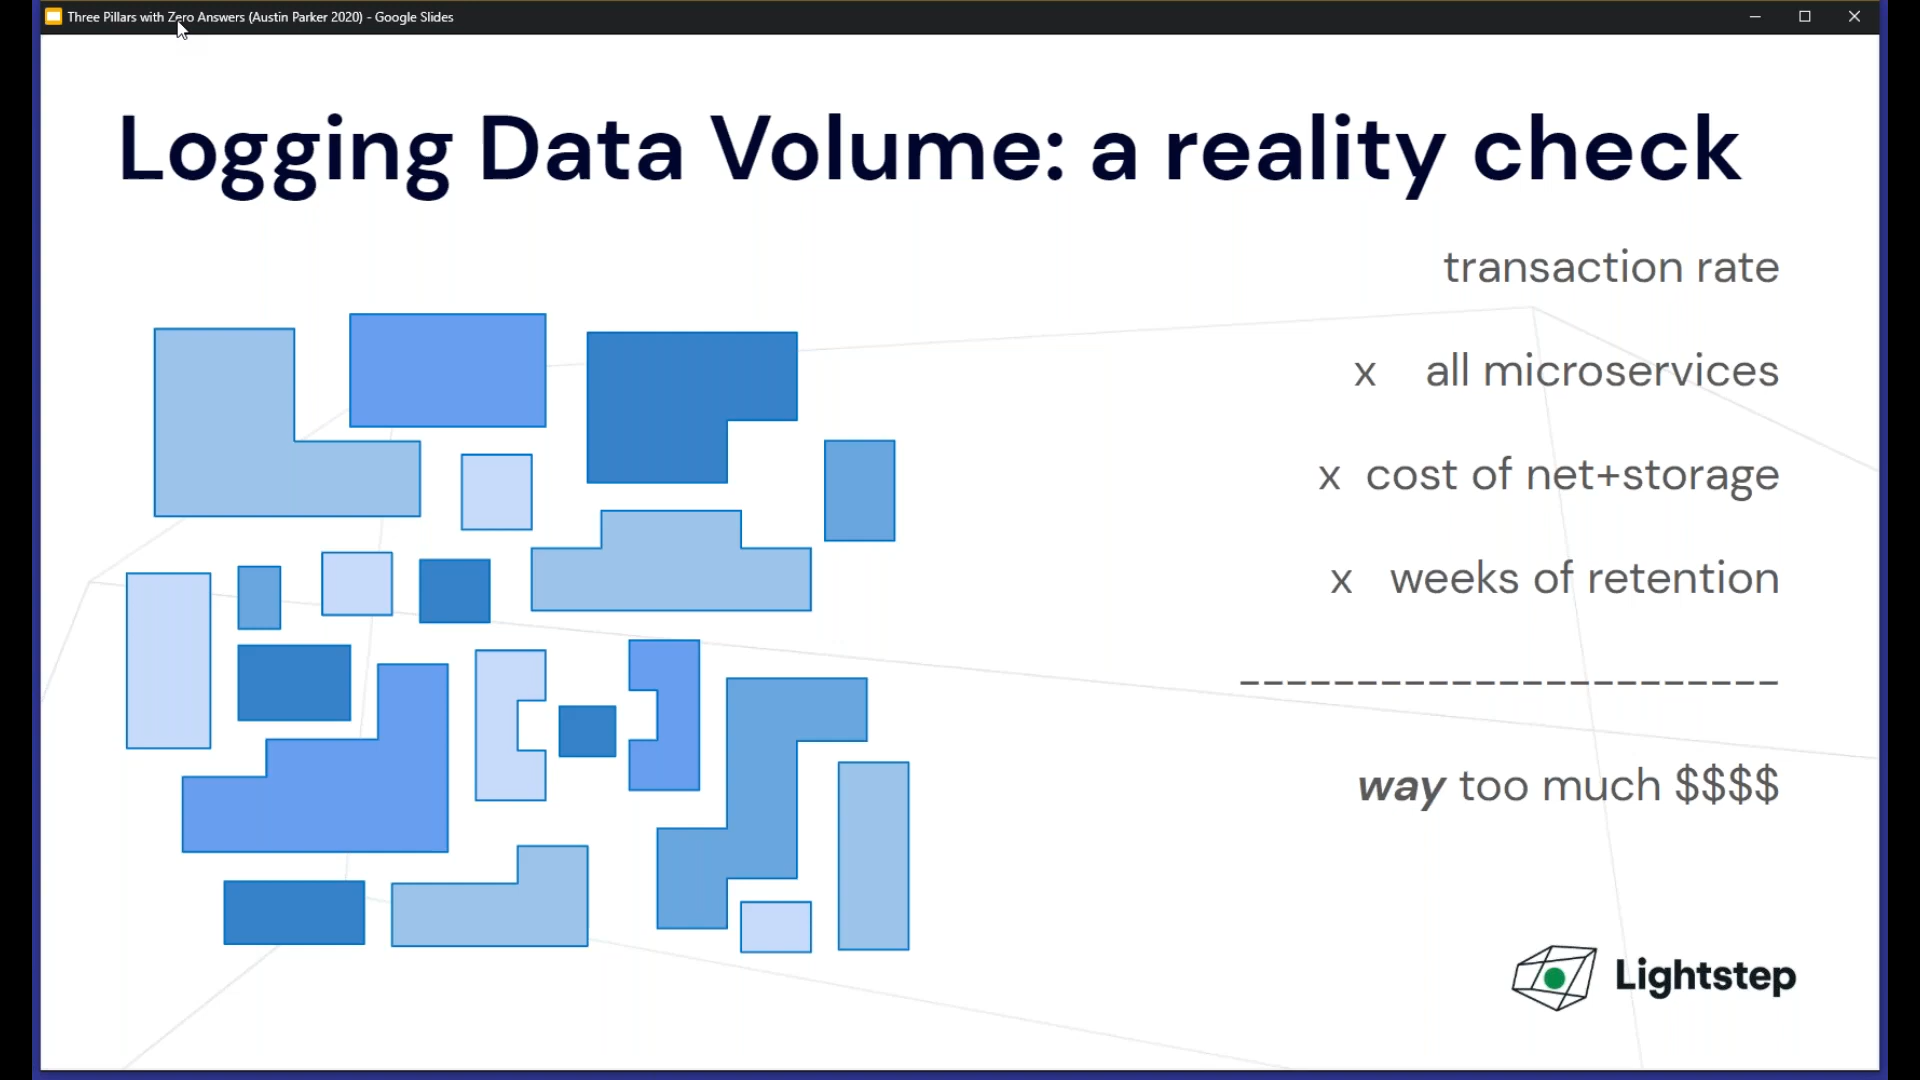 Three Pillars with Zero Answers (Austin Parker 2020) - Google Slides
Logging Data Volume: a reality check
transaction rate
x all microservices
x cost of net+storage
x weeks of retention
-----------------------
way too much $$$$
Lightstep